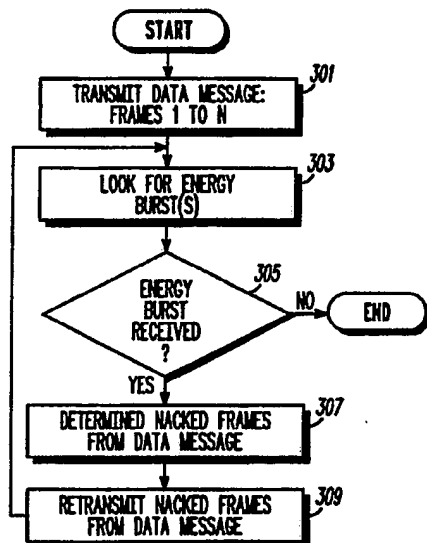 START
301
TRANSMIT DATA MESSAGE:
FRAMES 1 TO N
303
LOOK FOR ENERGY
BURST(S)
305
ENERGY
BURST
RECEIVED
?
NO
END
YES
307
DETERMINED NACKED FRAMES
FROM DATA MESSAGE
309
RETRANSMIT NACKED FRAMES
FROM DATA MESSAGE